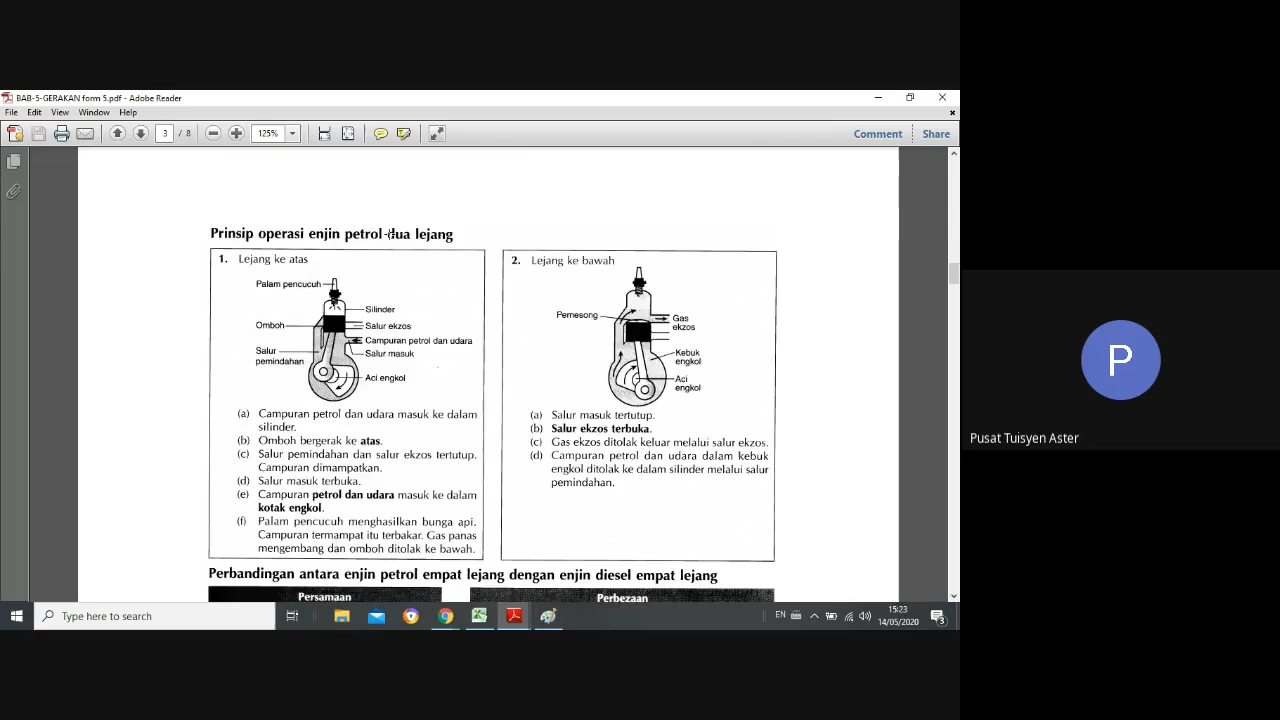 BAB-5-GERAKAN form 5.pdf - Adobe Reader
File Edit View Window Help
3 / 8 125% Comment Share
Prinsip operasi enjin petrol dua lejang
1. Lejang ke atas
Palam pencucuh
Silinder
Omboh
Salur ekzos
Campuran petrol dan udara
Salur masuk
Salur
pemindahan
Aci engkol
(a) Campuran petrol dan udara masuk ke dalam
silinder.
(b) Omboh bergerak ke atas.
(c) Salur pemindahan dan salur ekzos tertutup.
Campuran dimampatkan.
(d) Salur masuk terbuka.
(e) Campuran petrol dan udara masuk ke dalam
kotak engkol.
(f) Palam pencucuh menghasilkan bunga api.
Campuran termampat itu terbakar. Gas panas
mengembang dan omboh ditolak ke bawah.
2. Lejang ke bawah
Pemesong
Gas
ekzos
Kebuk
engkol
Aci
engkol
(a) Salur masuk tertutup.
(b) Salur ekzos terbuka.
(c) Gas ekzos ditolak keluar melalui salur ekzos.
(d) Campuran petrol dan udara dalam kebuk
engkol ditolak ke dalam silinder melalui salur
pemindahan.
Perbandingan antara enjin petrol empat lejang dengan enjin diesel empat lejang
Persamaan
Perbezaan
Type here to search
EN
15:23
14/05/2020
3
P
Pusat Tuisyen Aster